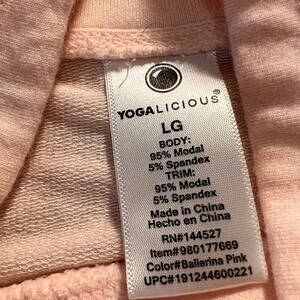 YOGALICIOUS®
LG
BODY:
95% Modal
5% Spandex
TRIM:
95% Modal
5% Spandex
Made in China
Hecho en China
RN#144527
Item#980177669
Color#Ballerina Pink
UPC#191244600221